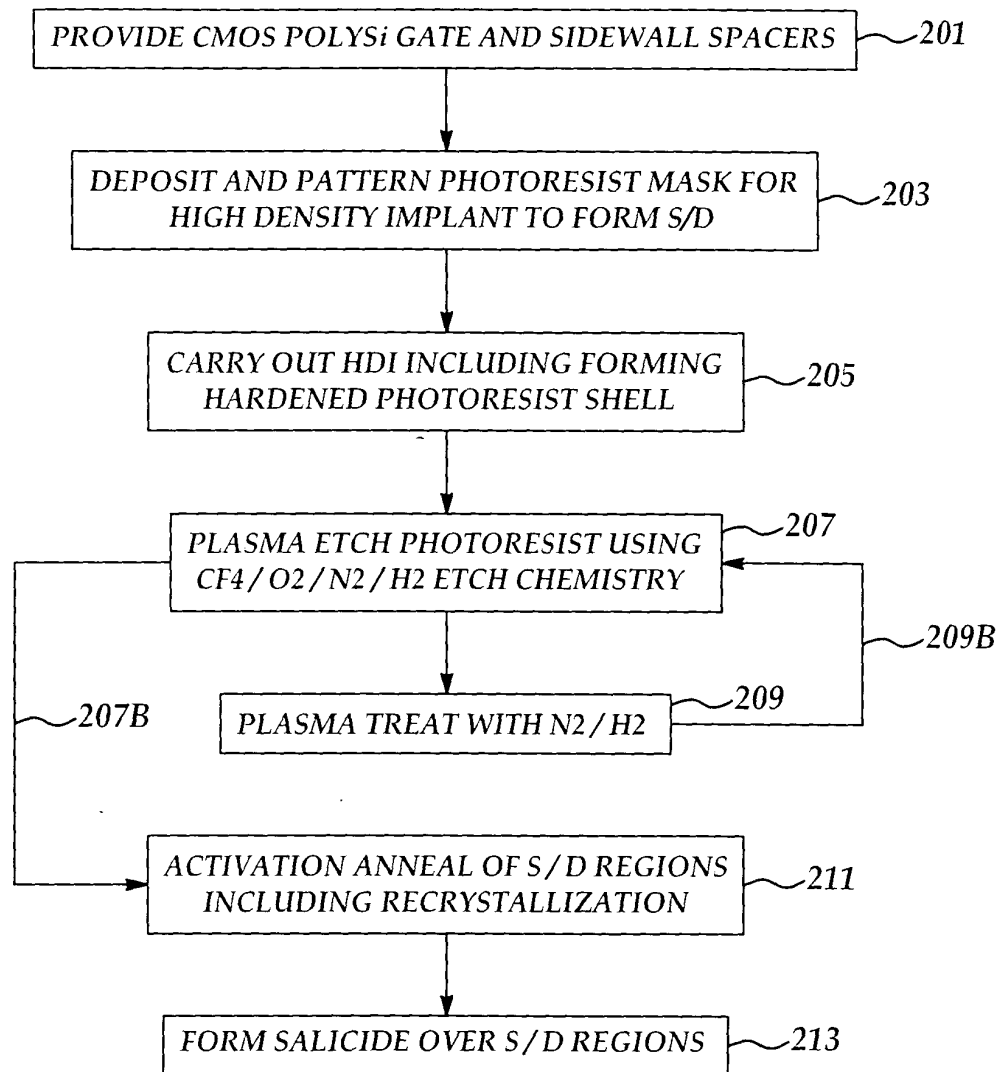 PROVIDE CMOS POLYSi GATE AND SIDEWALL SPACERS
201
DEPOSIT AND PATTERN PHOTORESIST MASK FOR
HIGH DENSITY IMPLANT TO FORM S/D
203
CARRY OUT HDI INCLUDING FORMING
HARDENED PHOTORESIST SHELL
205
PLASMA ETCH PHOTORESIST USING
CF4/O2/N2/H2 ETCH CHEMISTRY
207
209B
207B
PLASMA TREAT WITH N2/H2
209
ACTIVATION ANNEAL OF S/D REGIONS
INCLUDING RECRYSTALLIZATION
211
FORM SALICIDE OVER S/D REGIONS
213